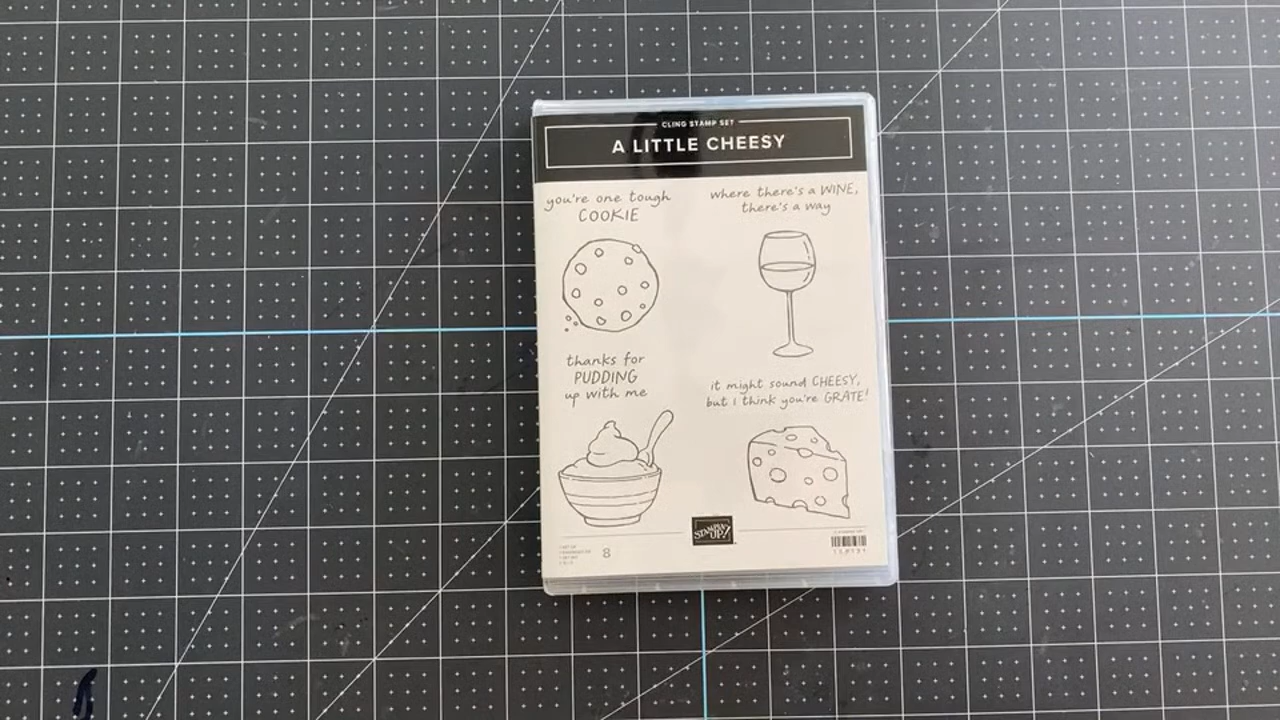 CLING STAMP SET
A LITTLE CHEESY
you're one tough
COOKIE
where there's a WINE,
there's a way
thanks for
PUDDING
up with me
it might sound CHEESY,
but I think you're GRATE!
STAMPIN' UP!
8